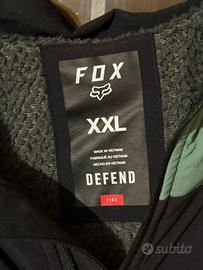 FOX
XXL
MADE IN VIETNAM
FABRIQUÉ AU VIETNAM
HECHO EN VIETNAM
DEFEND
FIRE
subito